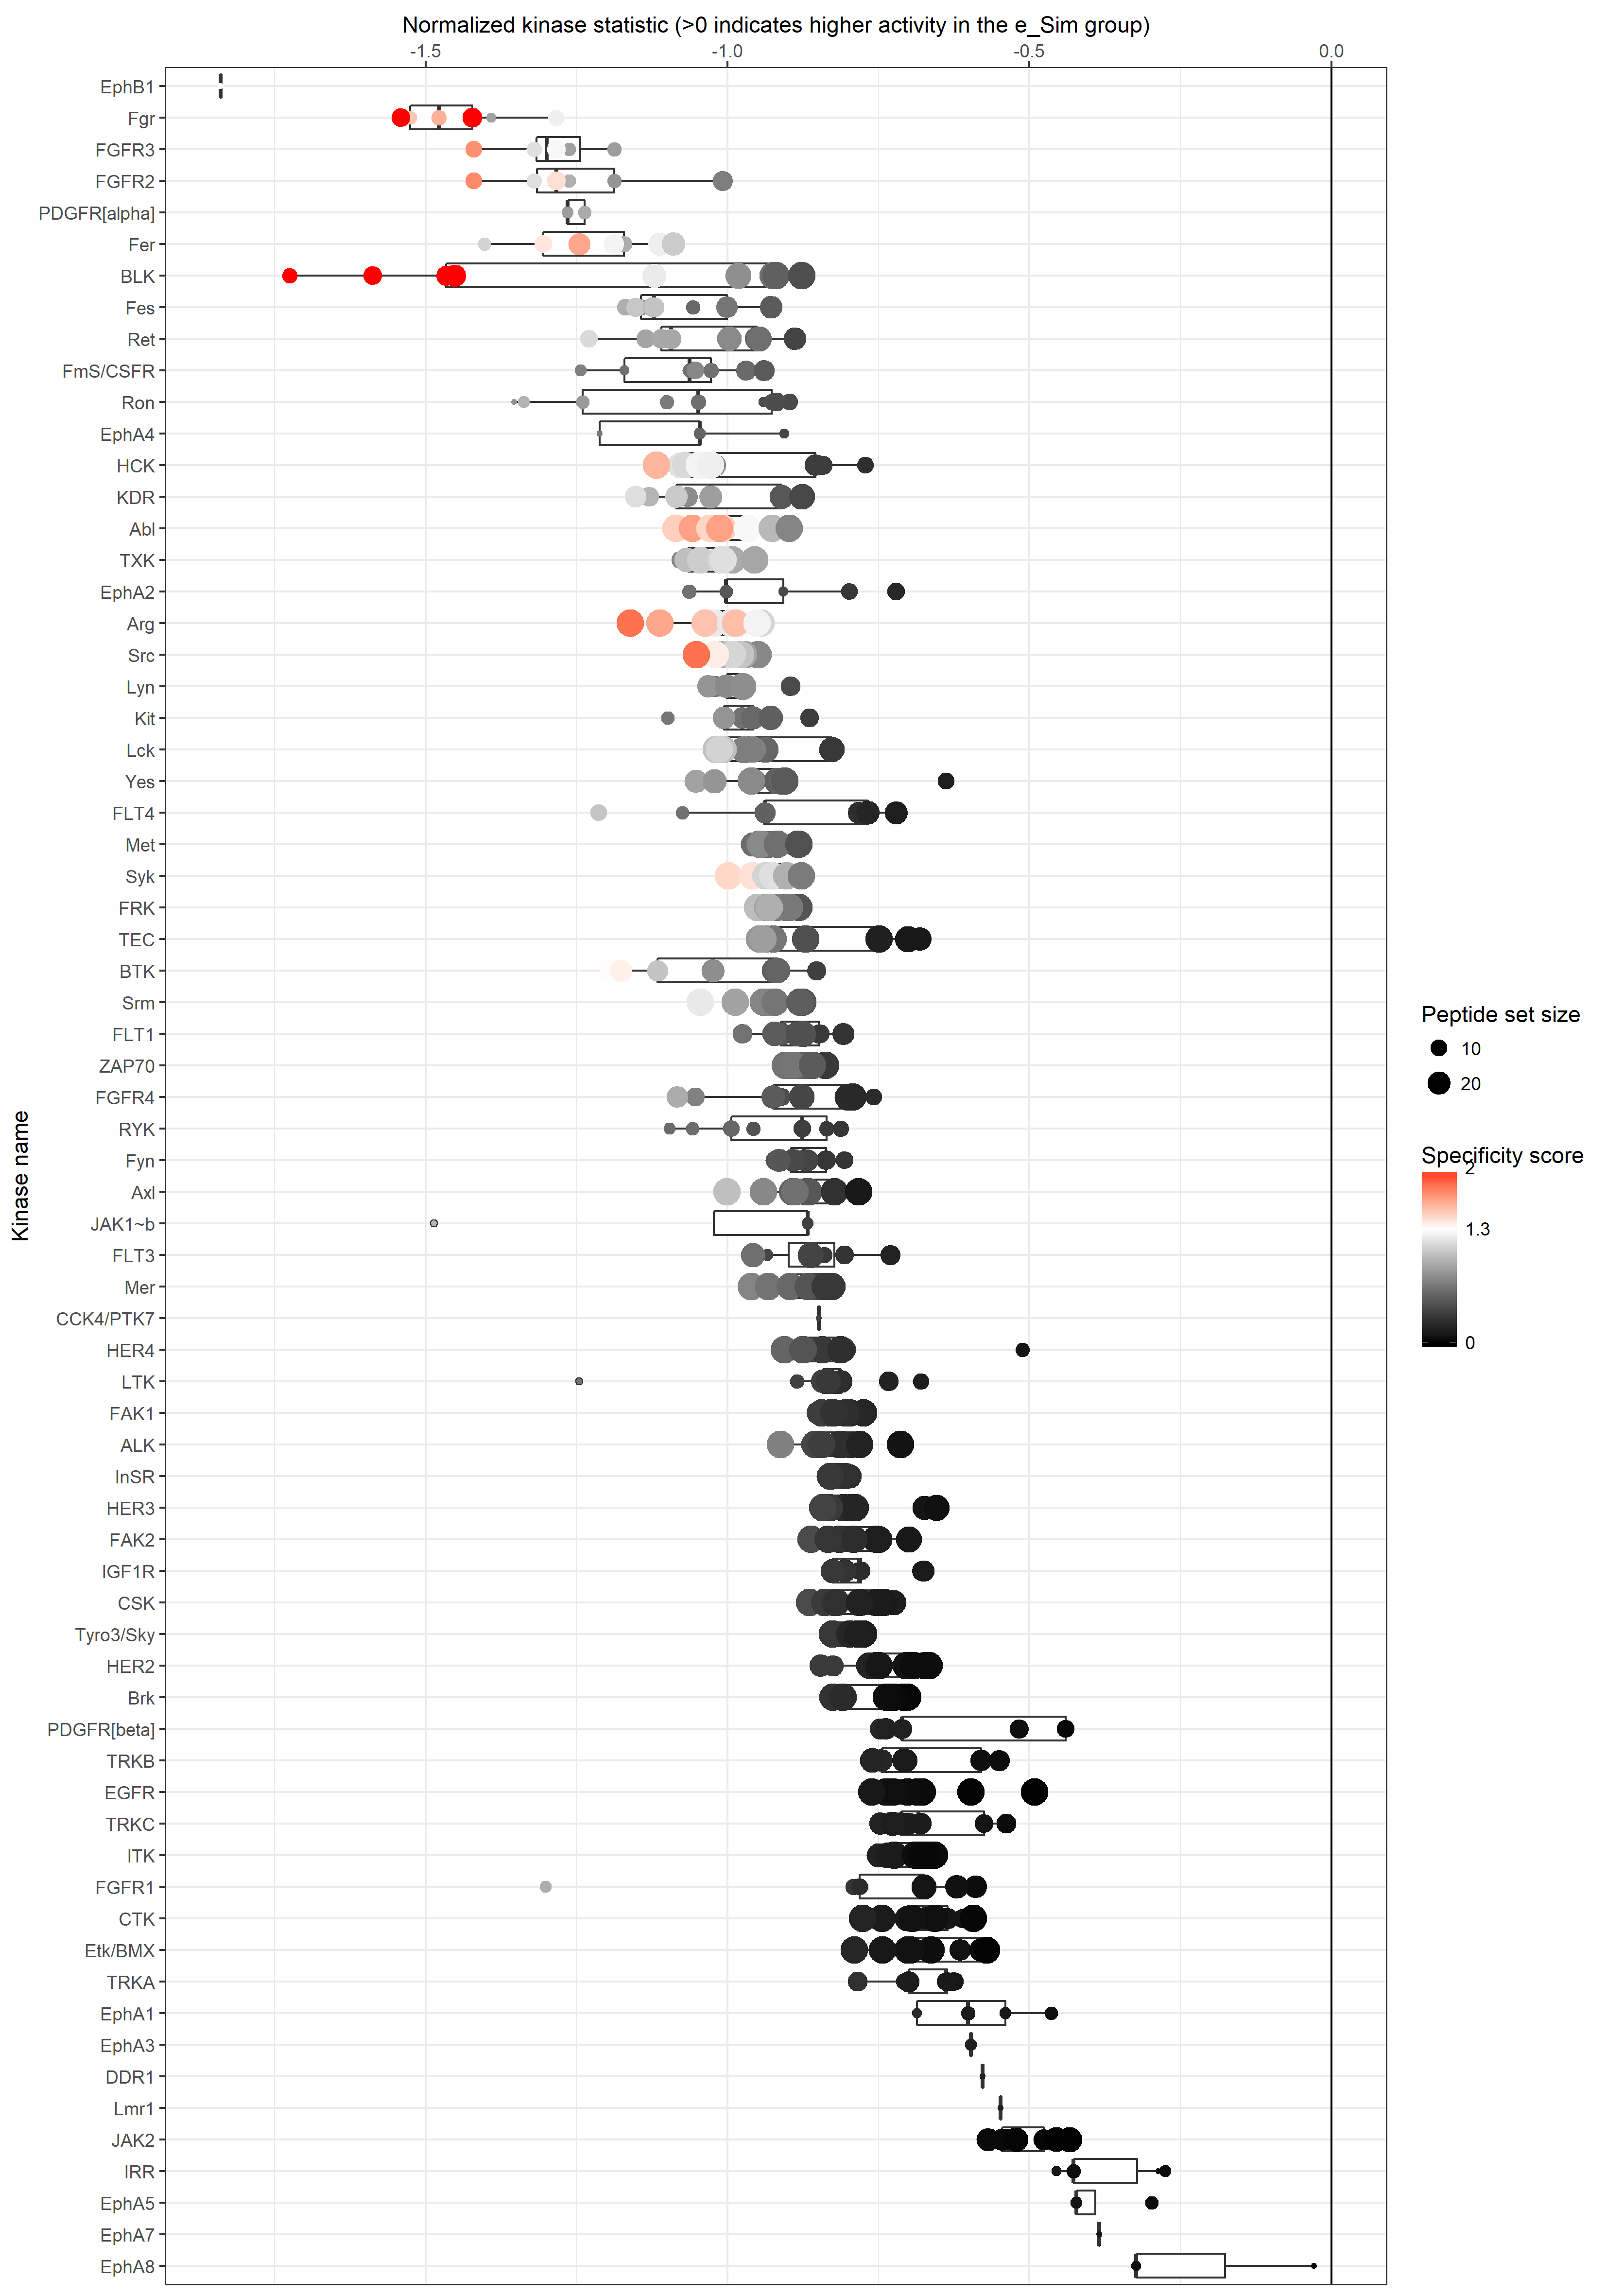 Normalized kinase statistic (>0 indicates higher activity in the e_Sim group)
-1.5 -1.0 -0.5 0.0
EphB1
Fgr
FGFR3
FGFR2
PDGFR[alpha]
Fer
BLK
Fes
Ret
FmS/CSFR
Ron
EphA4
HCK
KDR
Abl
TXK
EphA2
Arg
Src
Lyn
Kit
Lck
Yes
FLT4
Met
Syk
FRK
TEC
BTK
Srm
FLT1
ZAP70
FGFR4
RYK
Fyn
Axl
JAK1~b
FLT3
Mer
CCK4/PTK7
HER4
LTK
FAK1
ALK
InSR
HER3
FAK2
IGF1R
CSK
Tyro3/Sky
HER2
Brk
PDGFR[beta]
TRKB
EGFR
TRKC
ITK
FGFR1
CTK
Etk/BMX
TRKA
EphA1
EphA3
DDR1
Lmr1
JAK2
IRR
EphA5
EphA7
EphA8
Kinase name
Peptide set size
10
20
Specificity score
2
1.3
0